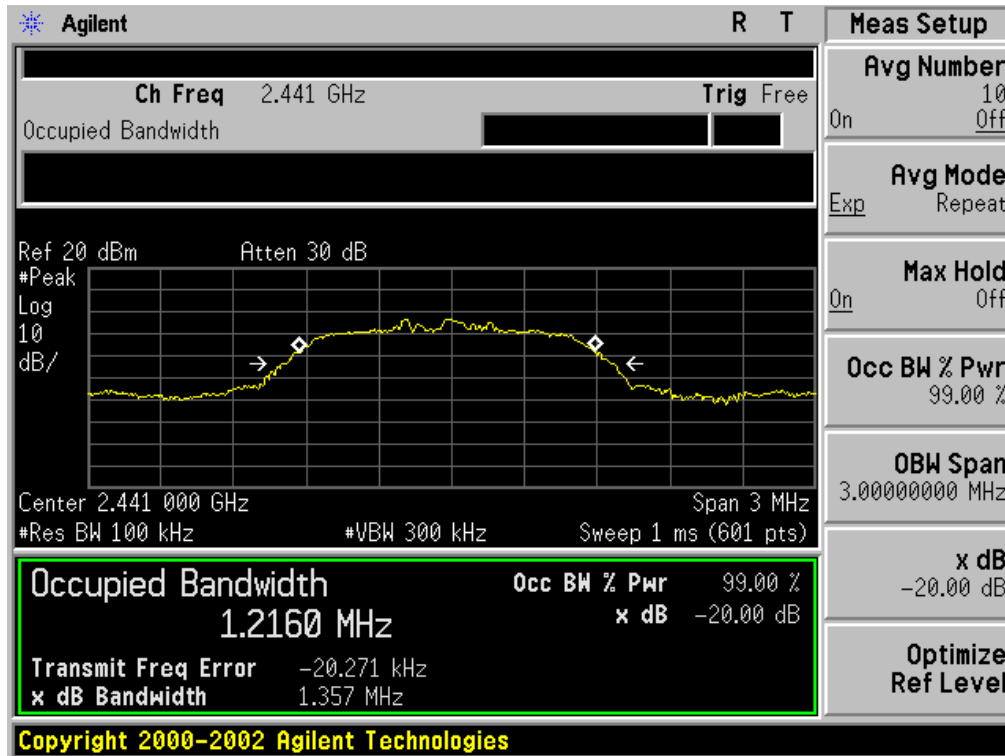 Agilent R T
Ch Freq 2.441 GHz Trig Free
Occupied Bandwidth
Ref 20 dBm Atten 30 dB
#Peak
Log
10
dB/
Center 2.441 000 GHz Span 3 MHz
#Res BW 100 kHz #VBW 300 kHz Sweep 1 ms (601 pts)
Occupied Bandwidth Occ BW % Pwr 99.00 %
1.2160 MHz x dB -20.00 dB
Transmit Freq Error -20.271 kHz
x dB Bandwidth 1.357 MHz
Copyright 2000-2002 Agilent Technologies
Meas Setup
Avg Number
10
On Off
Avg Mode
Exp Repeat
Max Hold
On Off
Occ BW % Pwr
99.00 %
OBW Span
3.00000000 MHz
x dB
-20.00 dB
Optimize
Ref Level